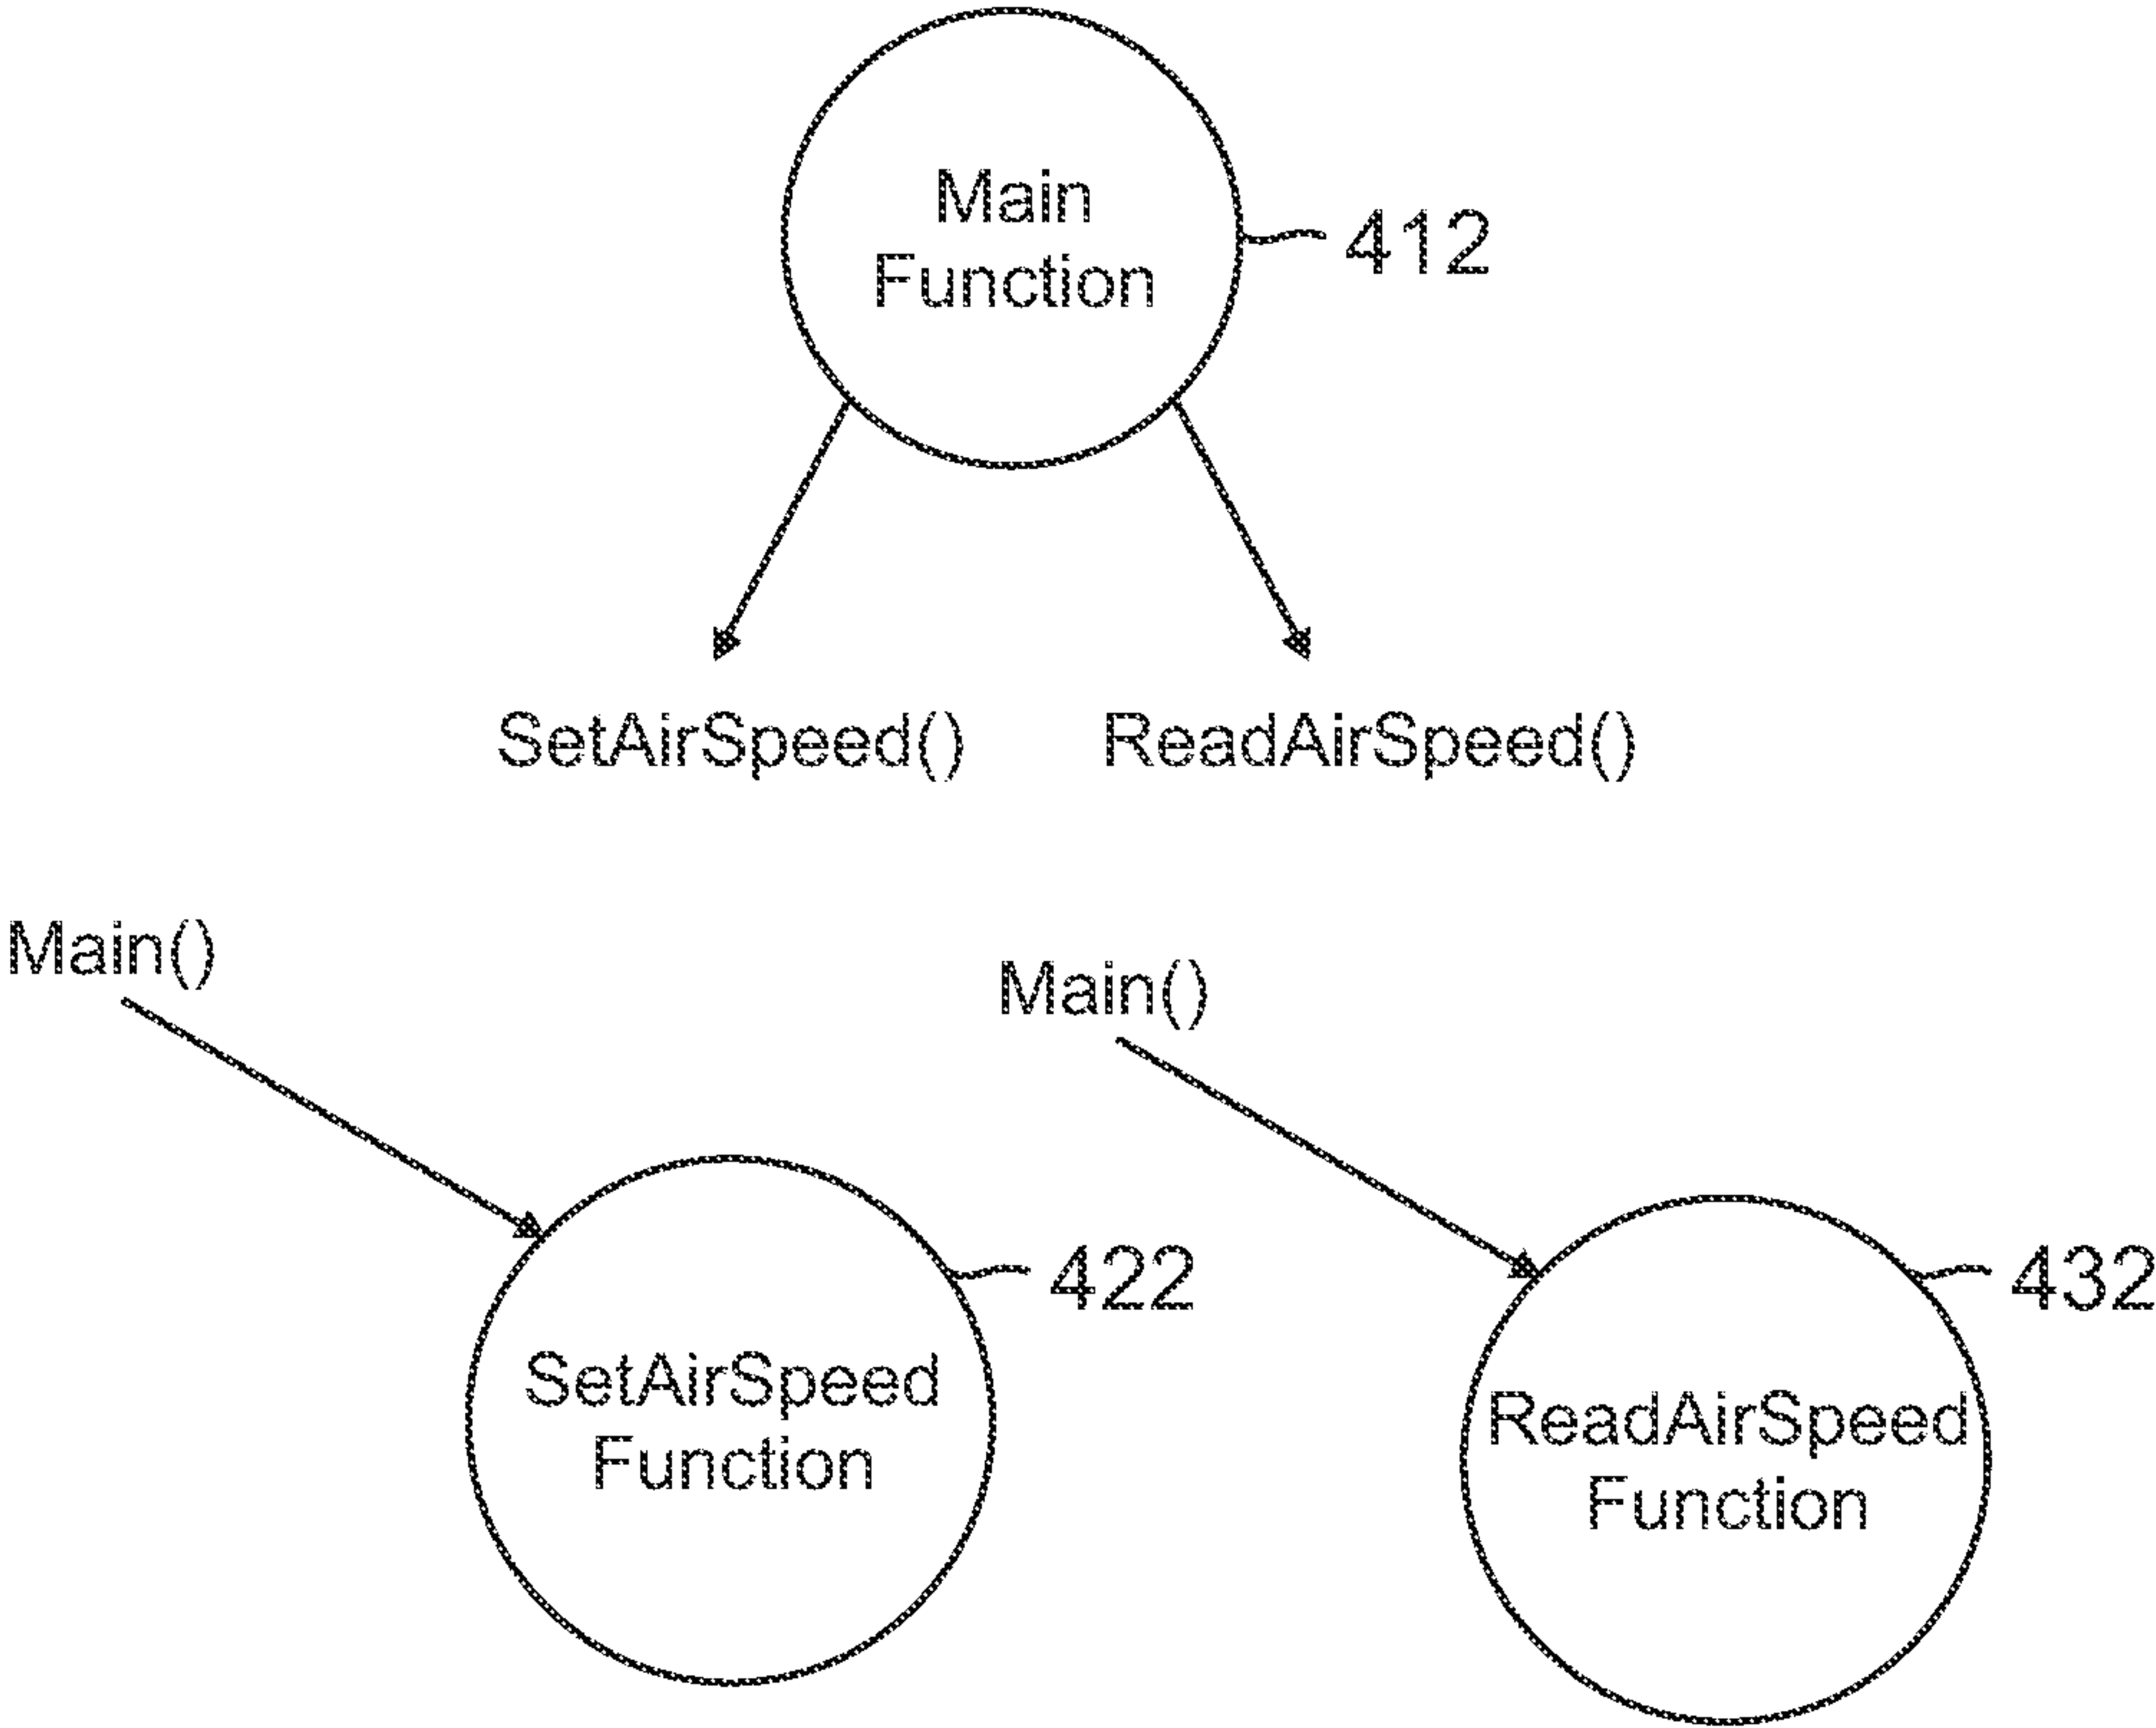 Main
Function
412
SetAirSpeed()
ReadAirSpeed()
Main()
Main()
422
432
SetAirSpeed
Function
ReadAirSpeed
Function